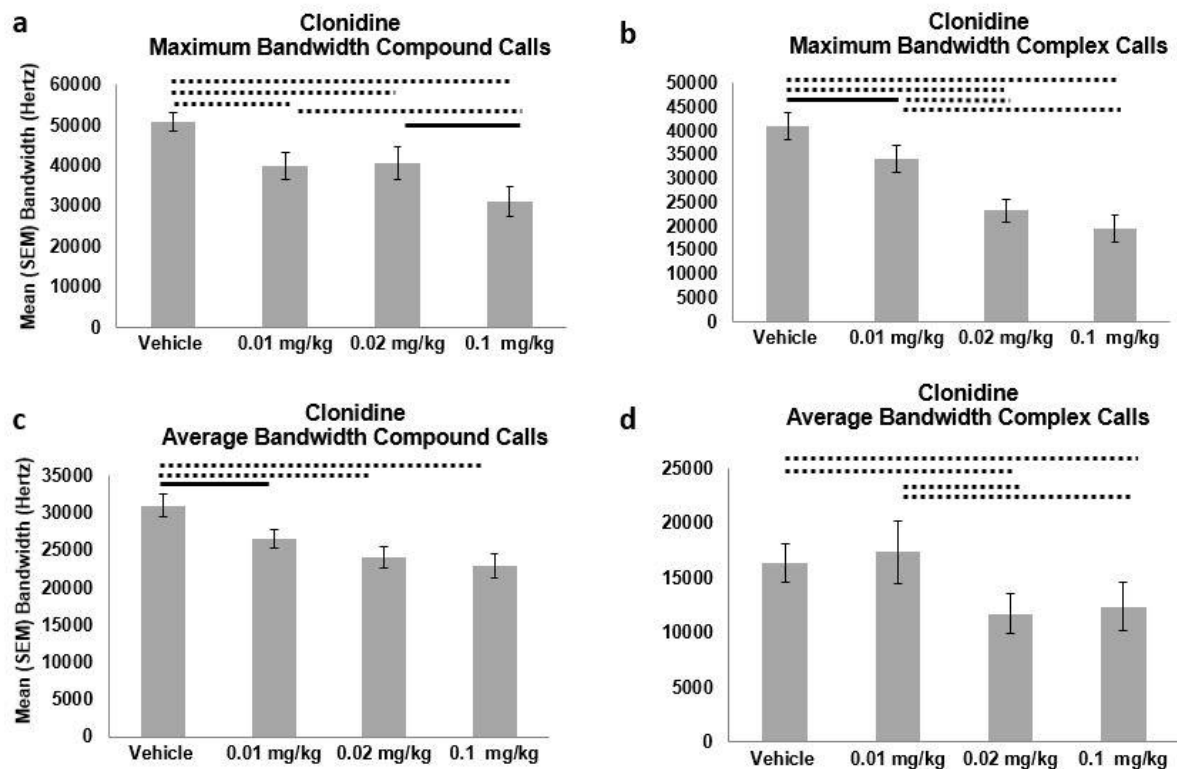 a
Clonidine
Maximum Bandwidth Compound Calls
Mean (SEM) Bandwidth (Hertz)
60000
50000
40000
30000
20000
10000
0
Vehicle 0.01 mg/kg 0.02 mg/kg 0.1 mg/kg
b
Clonidine
Maximum Bandwidth Complex Calls
50000
45000
40000
35000
30000
25000
20000
15000
10000
5000
0
Vehicle 0.01 mg/kg 0.02 mg/kg 0.1 mg/kg
c
Clonidine
Average Bandwidth Compound Calls
Mean (SEM) Bandwidth (Hertz)
35000
30000
25000
20000
15000
10000
5000
0
Vehicle 0.01 mg/kg 0.02 mg/kg 0.1 mg/kg
d
Clonidine
Average Bandwidth Complex Calls
25000
20000
15000
10000
5000
0
Vehicle 0.01 mg/kg 0.02 mg/kg 0.1 mg/kg